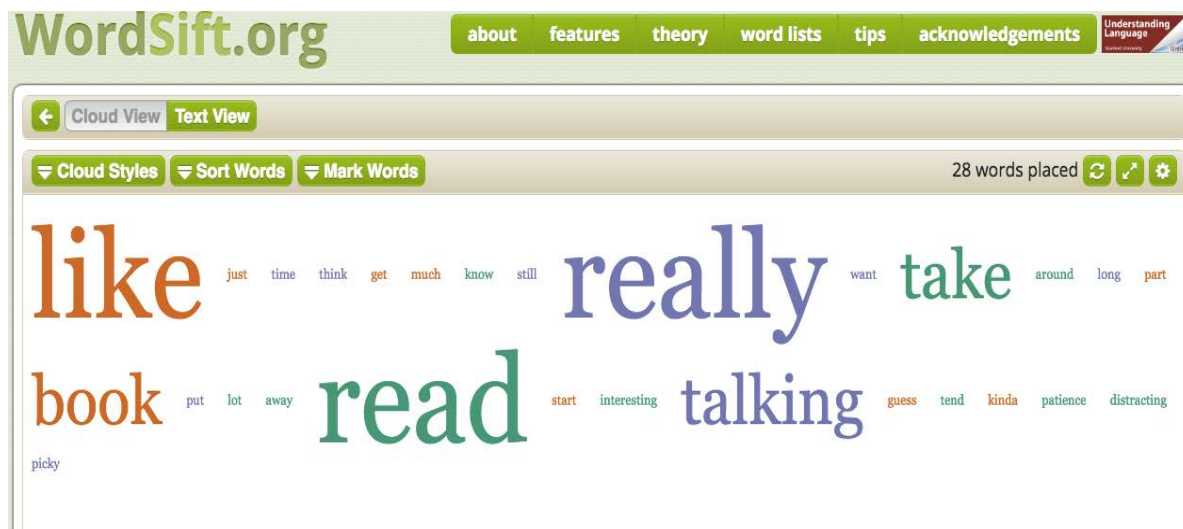 WordSift.org
about features theory word lists tips acknowledgements
Understanding
Language
Stanford University
Cloud View Text View
Cloud Styles Sort Words Mark Words 28 words placed
like just time think get much know still really want take around long part
book put lot away read start interesting talking guess tend kinda patience distracting
picky